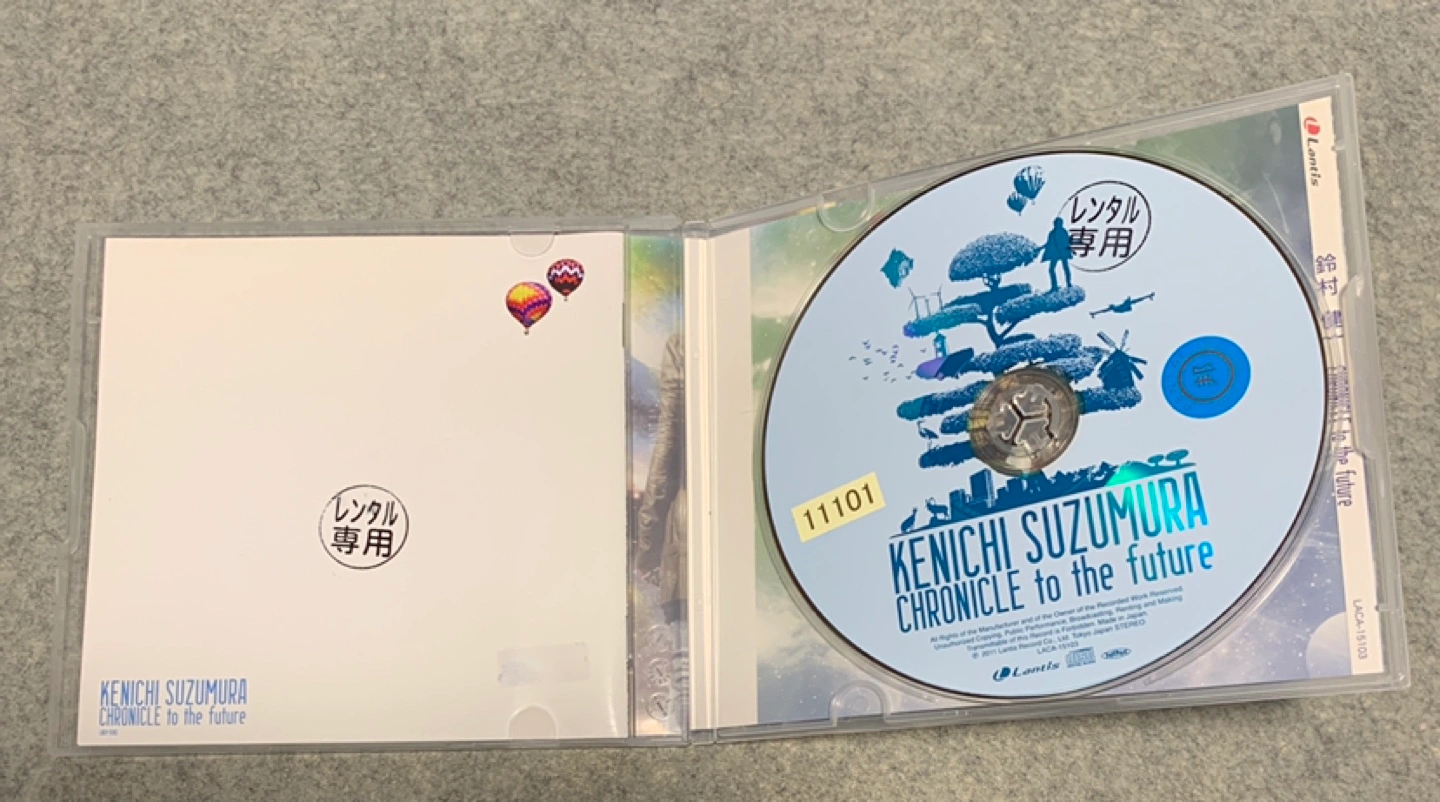 レンタル
専用
KENICHI SUZUMURA
CHRONICLE to the future
レンタル
専用
11101
KENICHI SUZUMURA
CHRONICLE to the future
All Rights of the Manufacturer and of the Owner of the Recorded Work Reserved.
Unauthorized Copying, Public Performance, Broadcasting, Renting and Making
Transmittable of this Record is Forbidden. Made in Japan.
℗ 2011 Lantis Record Co., Ltd. Tokyo Japan STEREO
LACA-15103
Lantis
Lantis
鈴村 健一 CHRONICLE to the future
LACA-15103